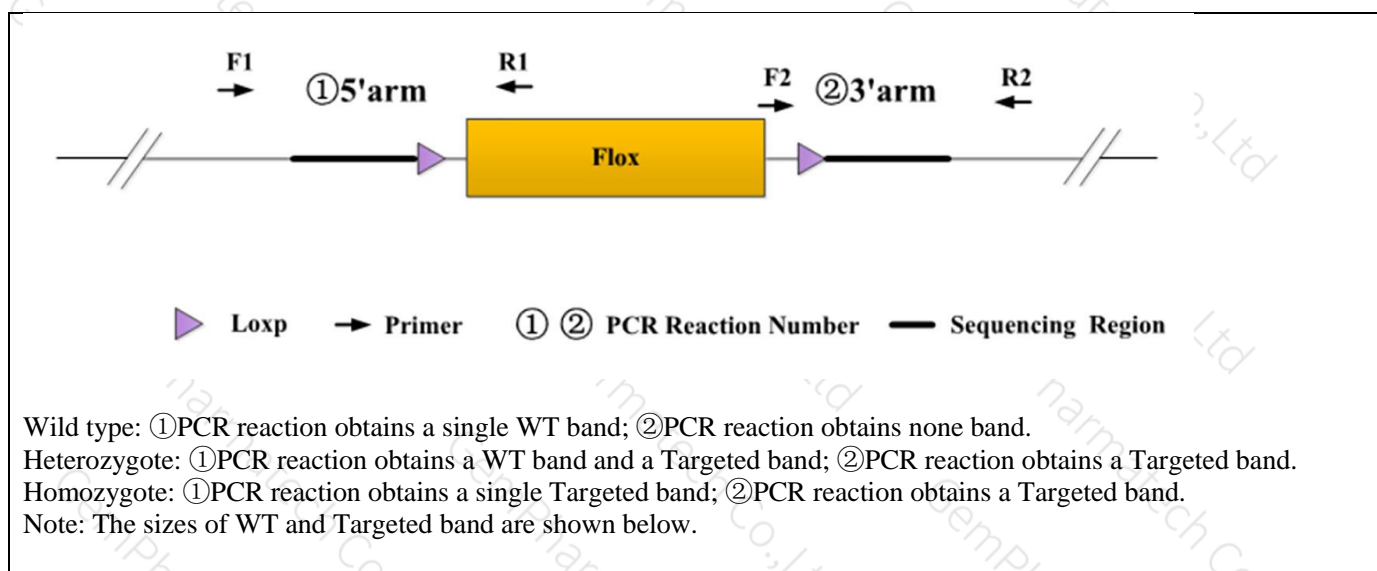 F1
①5'arm
R1
F2
②3'arm
R2
Flox
Loxp
Primer
① ② PCR Reaction Number
Sequencing Region
Wild type: ①PCR reaction obtains a single WT band; ②PCR reaction obtains none band.
Heterozygote: ①PCR reaction obtains a WT band and a Targeted band; ②PCR reaction obtains a Targeted band.
Homozygote: ①PCR reaction obtains a single Targeted band; ②PCR reaction obtains a Targeted band.
Note: The sizes of WT and Targeted band are shown below.